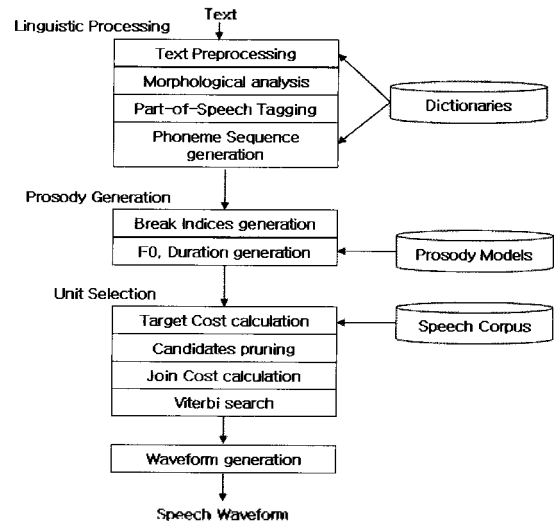 Text
Linguistic Processing
Text Preprocessing
Morphological analysis
Part-of-Speech Tagging
Phoneme Sequence
generation
Dictionaries
Prosody Generation
Break Indices generation
F0, Duration generation
Prosody Models
Unit Selection
Target Cost calculation
Speech Corpus
Candidates pruning
Join Cost calculation
Viterbi search
Waveform generation
Speech Waveform